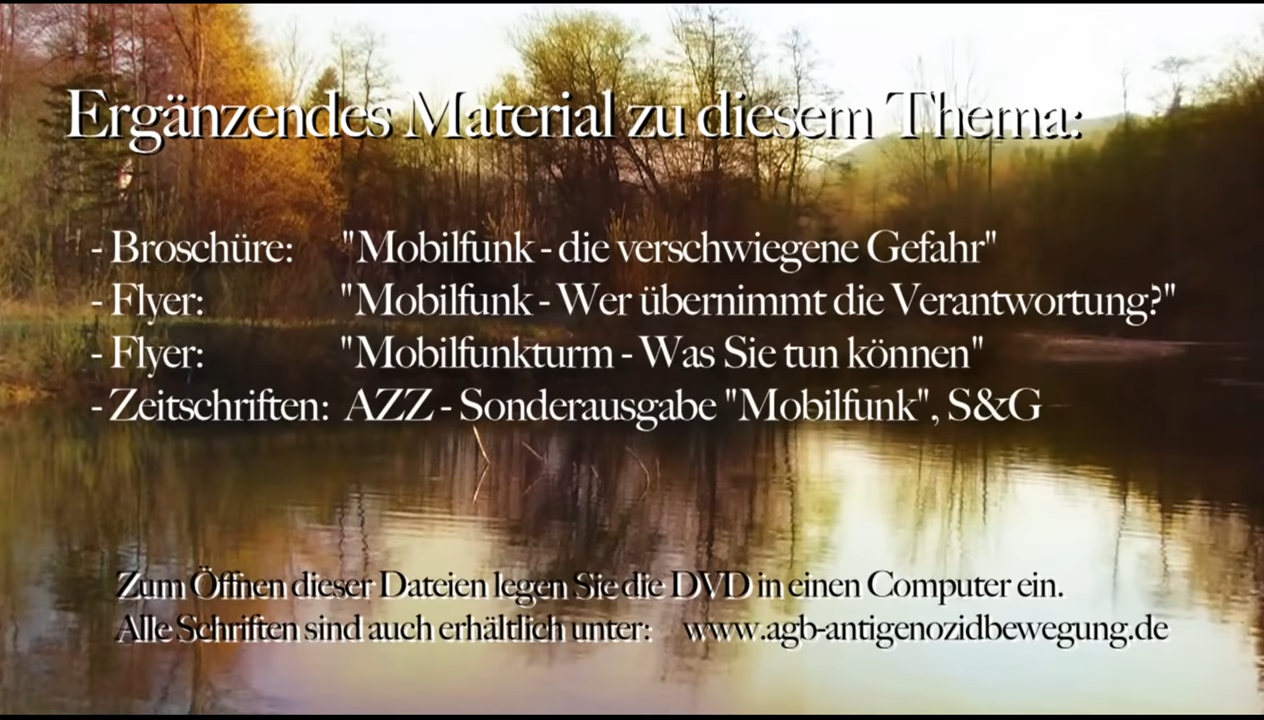 Ergänzendes Material zu diesem Thema:
- Broschüre: "Mobilfunk - die verschwiegene Gefahr"
- Flyer: "Mobilfunk - Wer übernimmt die Verantwortung?"
- Flyer: "Mobilfunkturm - Was Sie tun können"
- Zeitschriften: AZZ - Sonderausgabe "Mobilfunk", S&G
Zum Öffnen dieser Dateien legen Sie die DVD in einen Computer ein.
Alle Schriften sind auch erhältlich unter: www.agb-antigenozidbewegung.de